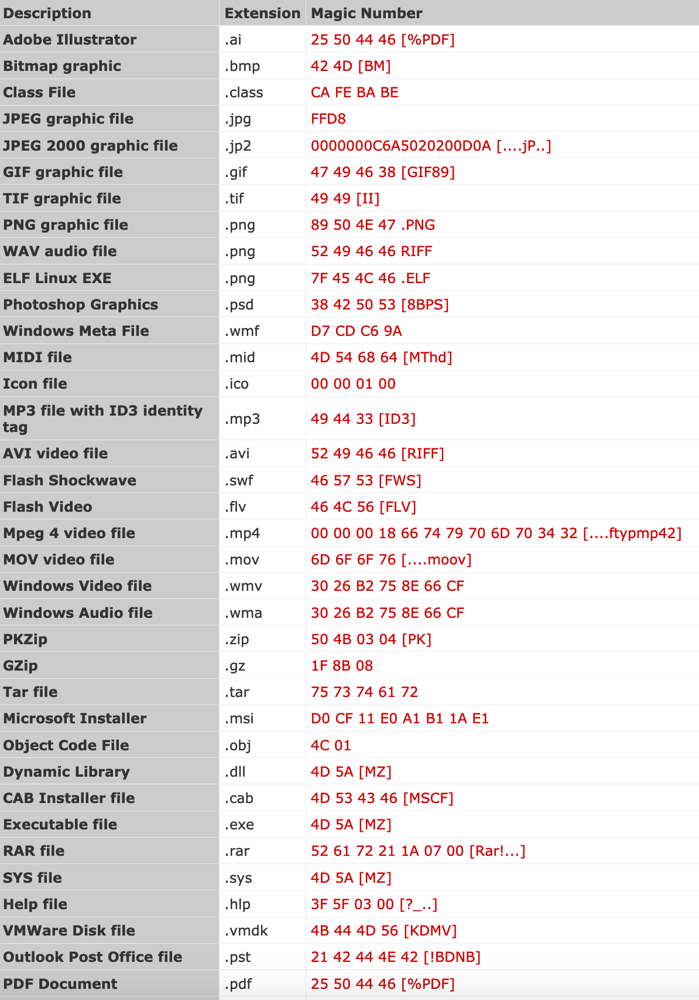 Description Extension Magic Number
Adobe Illustrator .ai 25 50 44 46 [%PDF]
Bitmap graphic .bmp 42 4D [BM]
Class File .class CA FE BA BE
JPEG graphic file .jpg FFD8
JPEG 2000 graphic file .jp2 0000000C6A5020200D0A [....jP..]
GIF graphic file .gif 47 49 46 38 [GIF89]
TIF graphic file .tif 49 49 [II]
PNG graphic file .png 89 50 4E 47 .PNG
WAV audio file .png 52 49 46 46 RIFF
ELF Linux EXE .png 7F 45 4C 46 .ELF
Photoshop Graphics .psd 38 42 50 53 [8BPS]
Windows Meta File .wmf D7 CD C6 9A
MIDI file .mid 4D 54 68 64 [MThd]
Icon file .ico 00 00 01 00
MP3 file with ID3 identity
tag .mp3 49 44 33 [ID3]
AVI video file .avi 52 49 46 46 [RIFF]
Flash Shockwave .swf 46 57 53 [FWS]
Flash Video .flv 46 4C 56 [FLV]
Mpeg 4 video file .mp4 00 00 00 18 66 74 79 70 6D 70 34 32 [....ftypmp42]
MOV video file .mov 6D 6F 6F 76 [....moov]
Windows Video file .wmv 30 26 B2 75 8E 66 CF
Windows Audio file .wma 30 26 B2 75 8E 66 CF
PKZip .zip 50 4B 03 04 [PK]
GZip .gz 1F 8B 08
Tar file .tar 75 73 74 61 72
Microsoft Installer .msi D0 CF 11 E0 A1 B1 1A E1
Object Code File .obj 4C 01
Dynamic Library .dll 4D 5A [MZ]
CAB Installer file .cab 4D 53 43 46 [MSCF]
Executable file .exe 4D 5A [MZ]
RAR file .rar 52 61 72 21 1A 07 00 [Rar!...]
SYS file .sys 4D 5A [MZ]
Help file .hlp 3F 5F 03 00 [?_..]
VMWare Disk file .vmdk 4B 44 4D 56 [KDMV]
Outlook Post Office file .pst 21 42 44 4E 42 [!BDNB]
PDF Document .pdf 25 50 44 46 [%PDF]